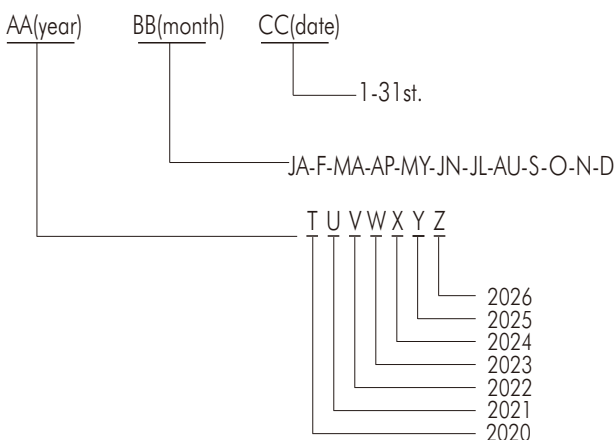 AA(year) BB(month) CC(date)
1-31st.
JA-F-MA-AP-MY-JN-JL-AU-S-O-N-D
T U V W X Y Z
2026
2025
2024
2023
2022
2021
2020